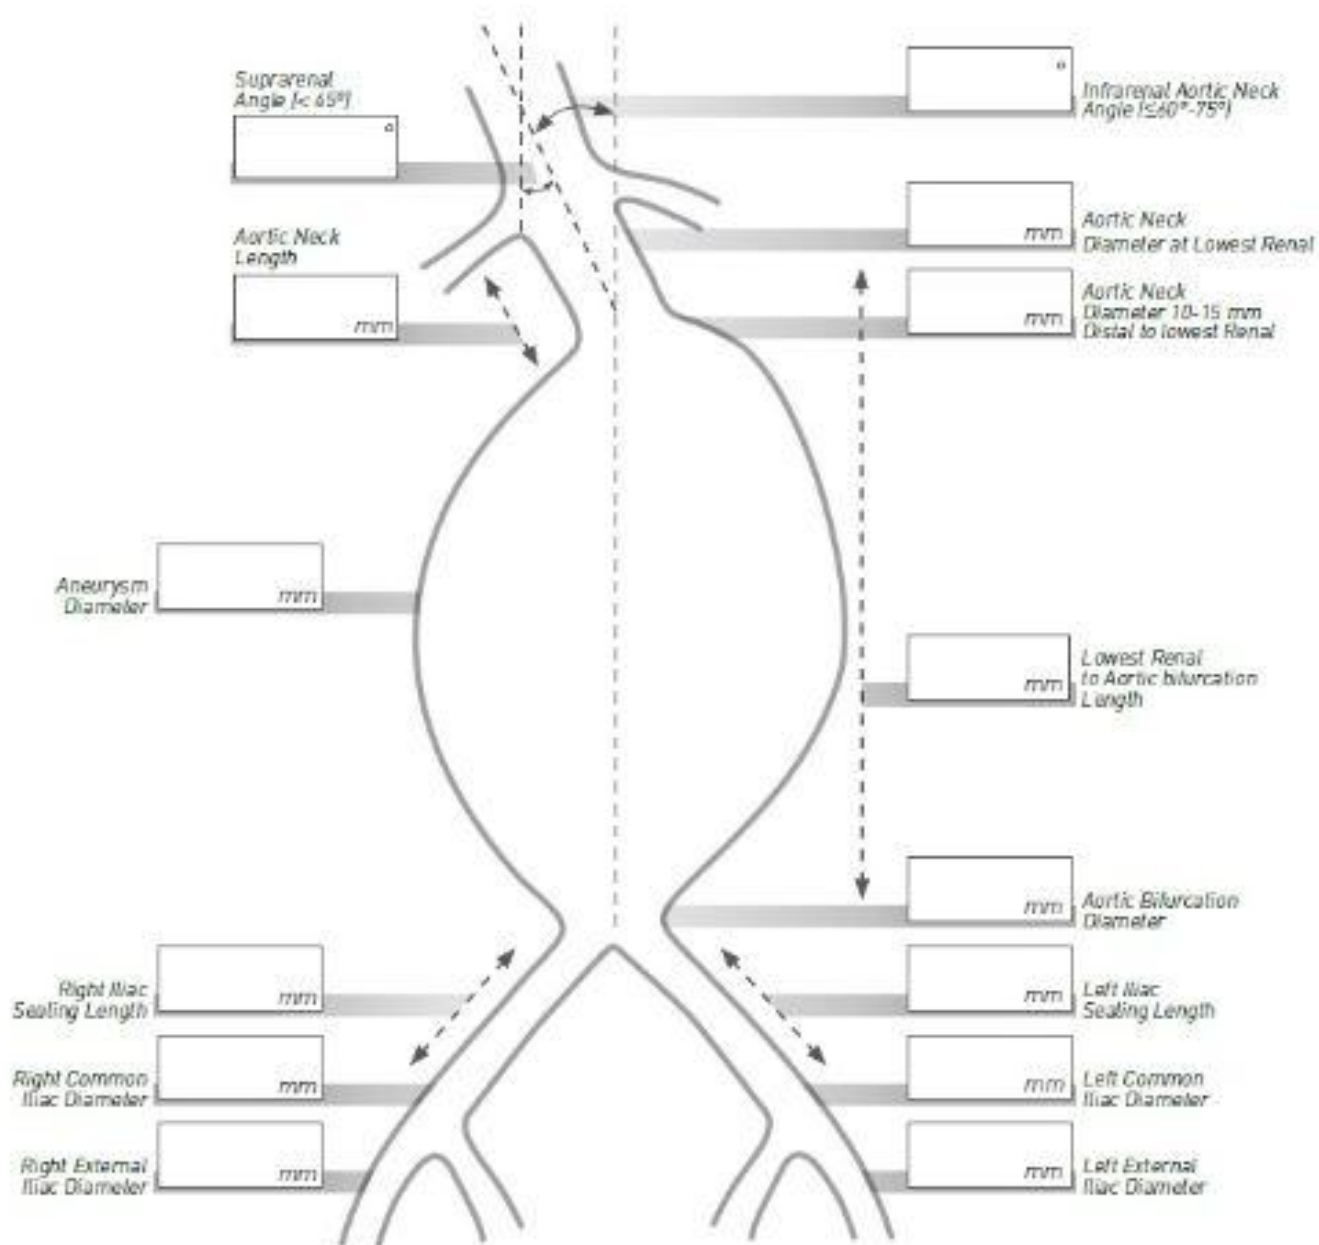 Suprarenal
Angle (< 45°)
°
Aortic Neck
Length
mm
Aneurysm
Diameter
mm
Right Iliac
Sealing Length
mm
Right Common
Iliac Diameter
mm
Right External
Iliac Diameter
mm
°
Infrarenal Aortic Neck
Angle (≤60°-75°)
mm
Aortic Neck
Diameter at Lowest Renal
mm
Aortic Neck
Diameter 10-15 mm
Distal to lowest Renal
mm
Lowest Renal
to Aortic bifurcation
Length
mm
Aortic Bifurcation
Diameter
mm
Left Iliac
Sealing Length
mm
Left Common
Iliac Diameter
mm
Left External
Iliac Diameter